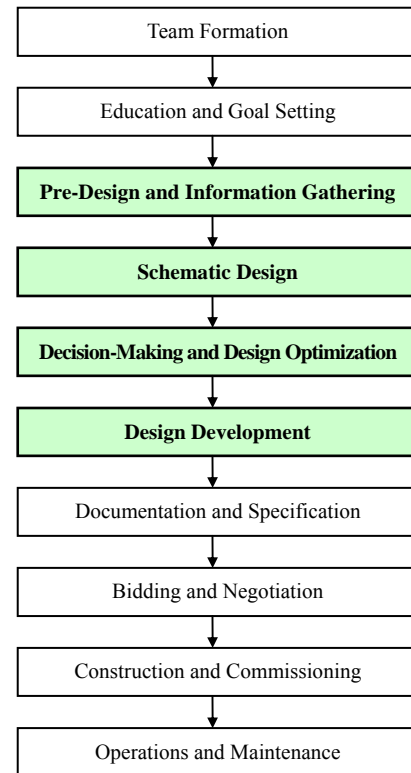 Team Formation
Education and Goal Setting
Pre-Design and Information Gathering
Schematic Design
Decision-Making and Design Optimization
Design Development
Documentation and Specification
Bidding and Negotiation
Construction and Commissioning
Operations and Maintenance